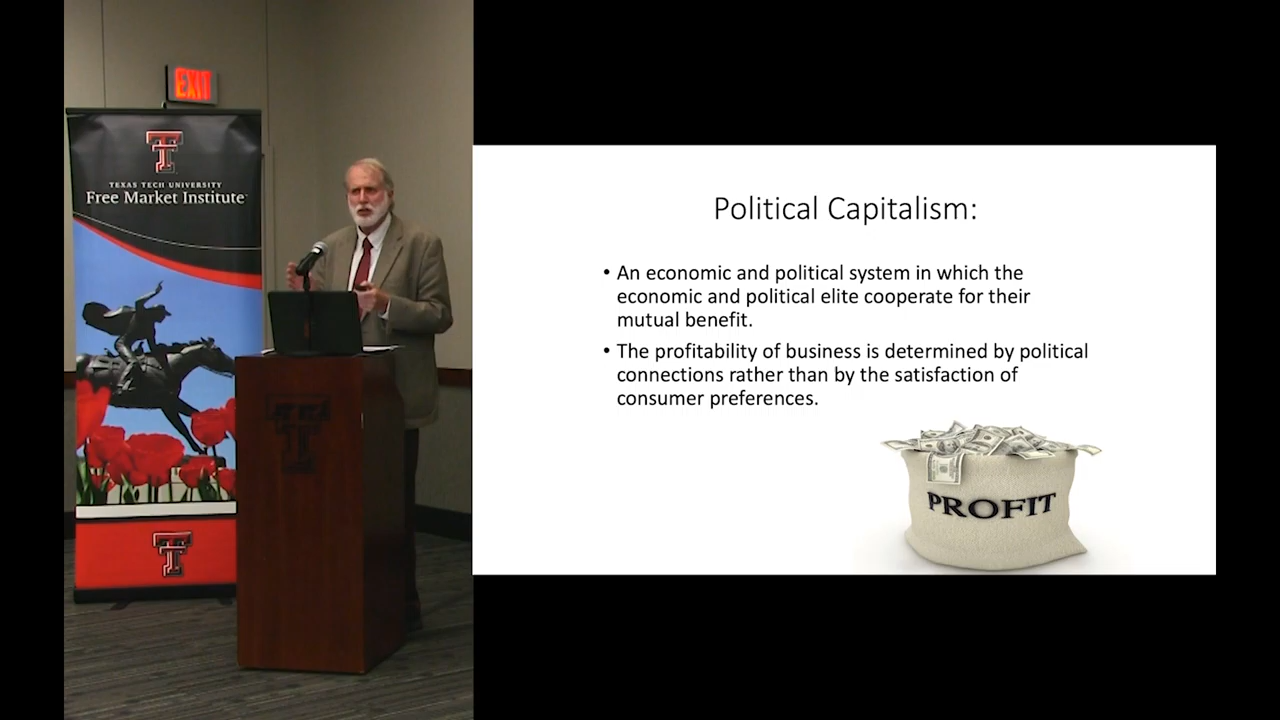 EXIT
TEXAS TECH UNIVERSITY
Free Market Institute
Political Capitalism:
• An economic and political system in which the
economic and political elite cooperate for their
mutual benefit.
• The profitability of business is determined by political
connections rather than by the satisfaction of
consumer preferences.
PROFIT